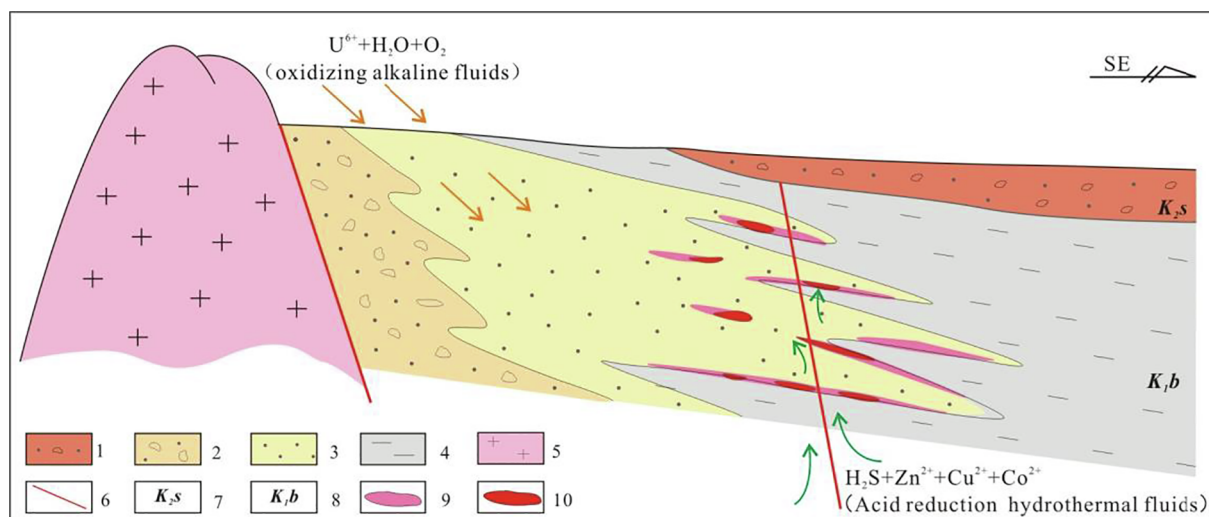 U⁶⁺+H₂O+O₂
(oxidizing alkaline fluids)
SE
K₂s
K₁b
H₂S+Zn²⁺+Cu²⁺+Co²⁺
(Acid reduction hydrothermal fluids)
1
2
3
4
5
6
K₂s 7
K₁b 8
9
10